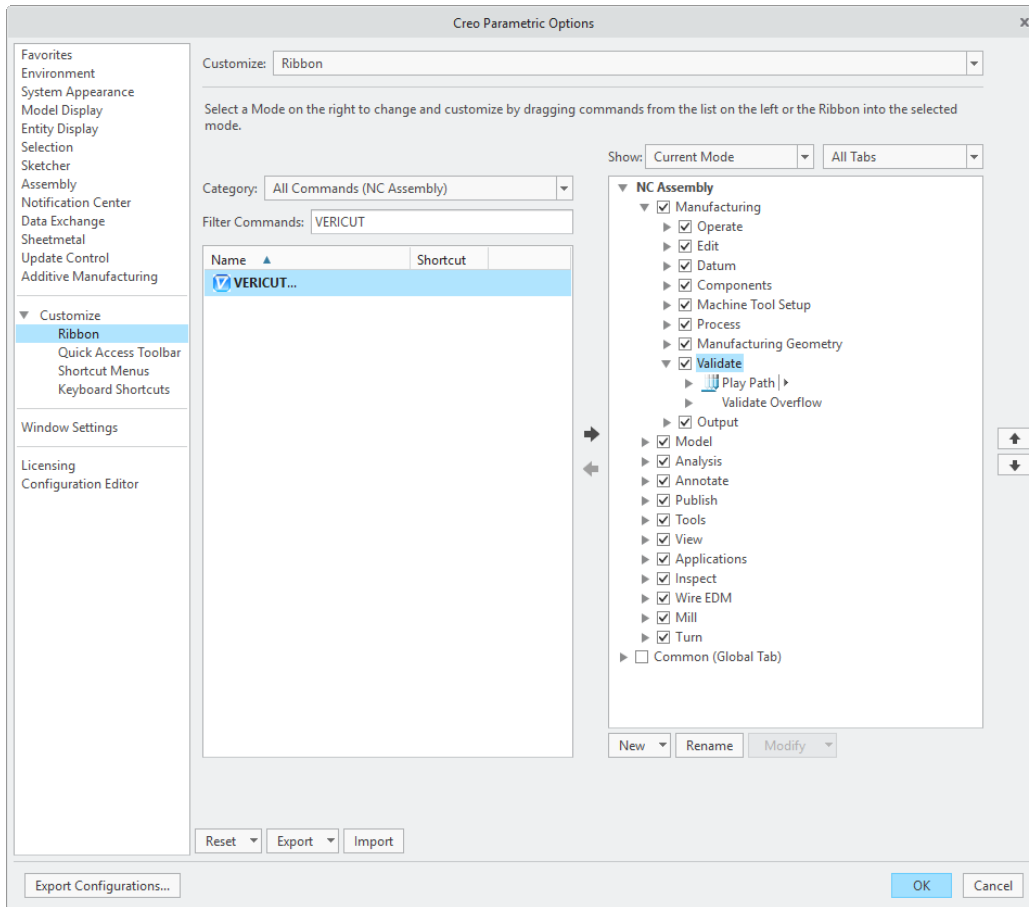 Creo Parametric Options
Favorites
Environment
System Appearance
Model Display
Entity Display
Selection
Sketcher
Assembly
Notification Center
Data Exchange
Sheetmetal
Update Control
Additive Manufacturing
Customize
Ribbon
Quick Access Toolbar
Shortcut Menus
Keyboard Shortcuts
Window Settings
Licensing
Configuration Editor
Customize: Ribbon
Select a Mode on the right to change and customize by dragging commands from the list on the left or the Ribbon into the selected
mode.
Category: All Commands (NC Assembly)
Filter Commands: VERICUT
Name Shortcut
VERICUT...
Show: Current Mode All Tabs
NC Assembly
Manufacturing
Operate
Edit
Datum
Components
Machine Tool Setup
Process
Manufacturing Geometry
Validate
Play Path
Validate Overflow
Output
Model
Analysis
Annotate
Publish
Tools
View
Applications
Inspect
Wire EDM
Mill
Turn
Common (Global Tab)
New Rename Modify
Reset Export Import
Export Configurations... OK Cancel